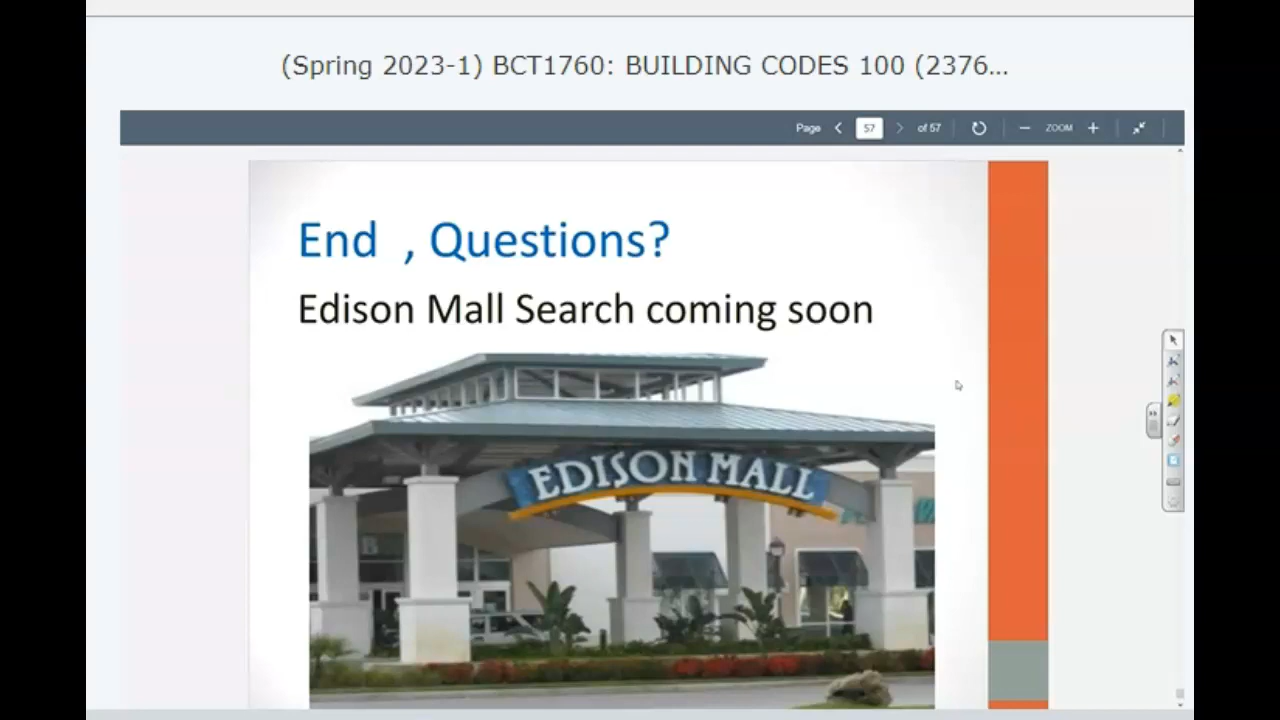 (Spring 2023-1) BCT1760: BUILDING CODES 100 (2376...
Page 57 of 57 ZOOM
End , Questions?
Edison Mall Search coming soon
EDISON MALL
B